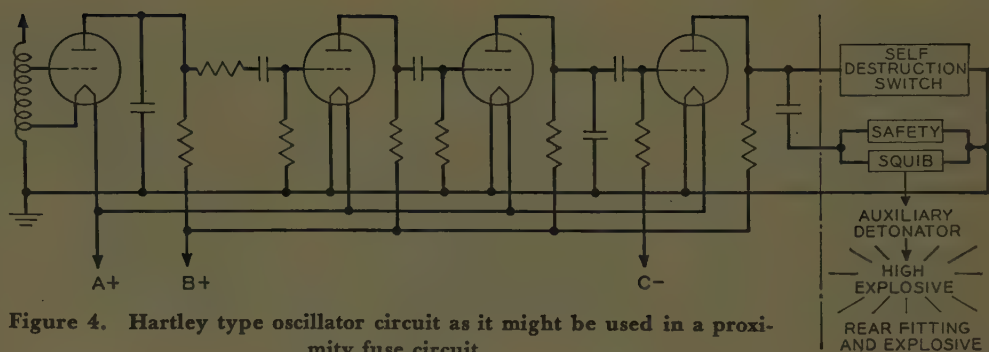 SELF
DESTRUCTION
SWITCH
SAFETY
SQUIB
AUXILIARY
DETONATOR
HIGH
EXPLOSIVE
REAR FITTING
AND EXPLOSIVE
A+
B+
C-
Figure 4. Hartley type oscillator circuit as it might be used in a proxi-
mity fuse circuit